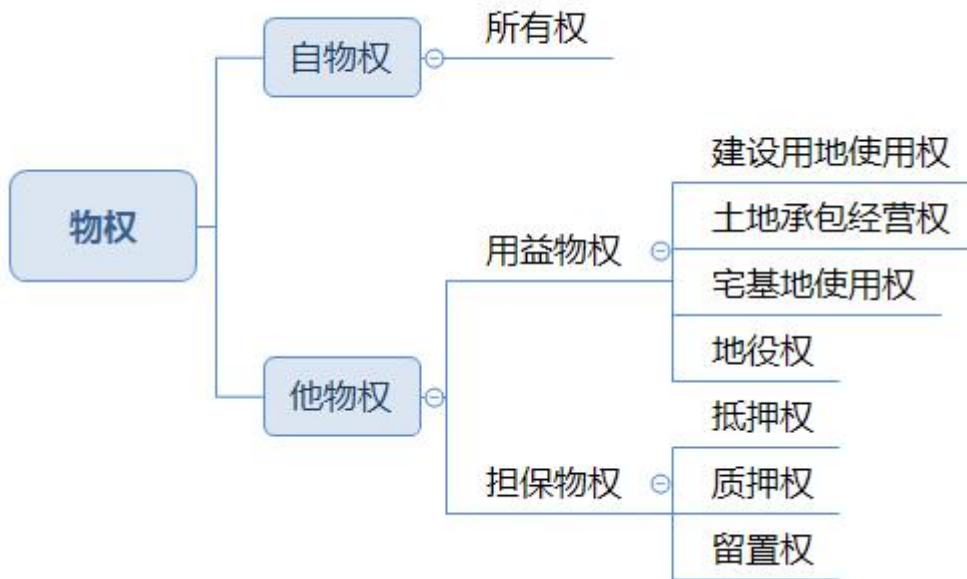 物权
自物权
所有权
他物权
用益物权
建设用地使用权
土地承包经营权
宅基地使用权
地役权
担保物权
抵押权
质押权
留置权